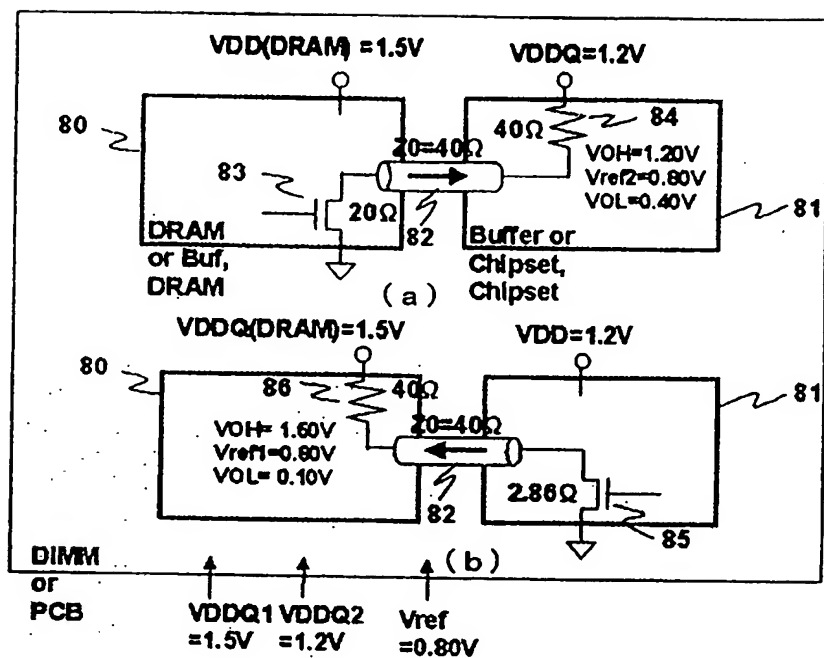 VDD(DRAM) =1.5V
VDDQ=1.2V
80
40Ω
84
Z0=40Ω
83
VOH=1.20V
Vref2=0.80V
VOL=0.40V
20Ω
82
81
DRAM
or Buf,
DRAM
Buffer or
Chipset,
Chipset
(a)
VDDQ(DRAM)=1.5V
VDD=1.2V
80
86
40Ω
81
Z0=40Ω
VOH= 1.60V
Vref1=0.80V
VOL= 0.10V
82
2.86Ω
85
(b)
DIMM
or
PCB
VDDQ1
=1.5V
VDDQ2
=1.2V
Vref
=0.80V